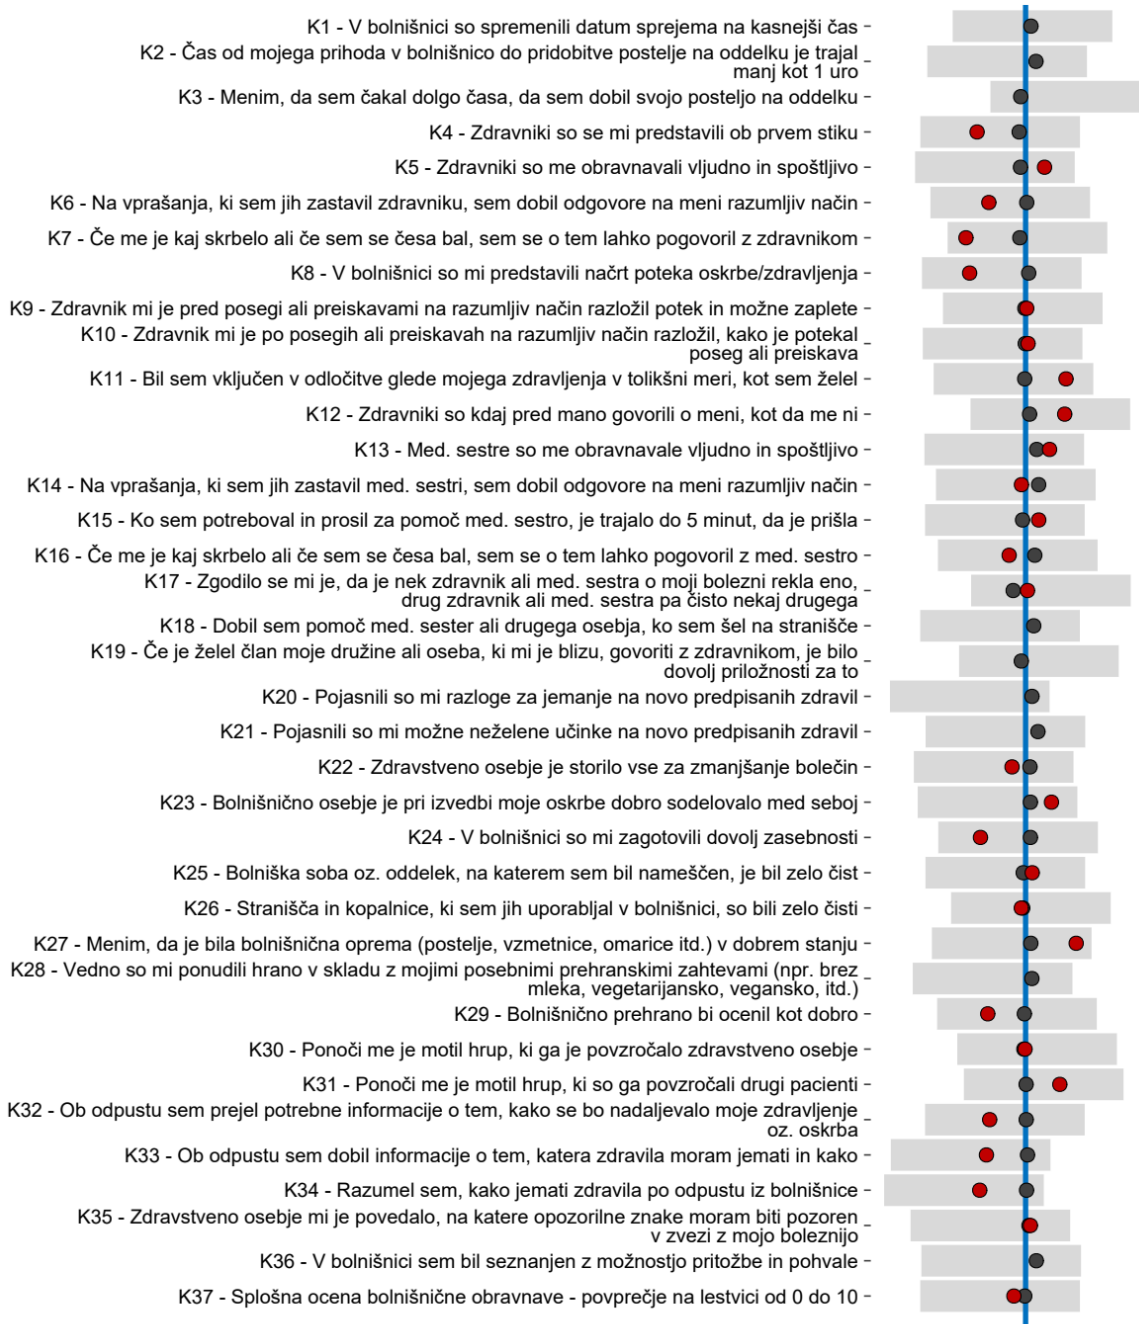 K1 - V bolnišnici so spremenili datum sprejema na kasnejši čas
K2 - Čas od mojega prihoda v bolnišnico do pridobitve postelje na oddelku je trajal
manj kot 1 uro
K3 - Menim, da sem čakal dolgo časa, da sem dobil svojo posteljo na oddelku
K4 - Zdravniki so se mi predstavili ob prvem stiku
K5 - Zdravniki so me obravnavali vljudno in spoštljivo
K6 - Na vprašanja, ki sem jih zastavil zdravniku, sem dobil odgovore na meni razumljiv način
K7 - Če me je kaj skrbelo ali če sem se česa bal, sem se o tem lahko pogovoril z zdravnikom
K8 - V bolnišnici so mi predstavili načrt poteka oskrbe/zdravljenja
K9 - Zdravnik mi je pred posegi ali preiskavami na razumljiv način razložil potek in možne zaplete
K10 - Zdravnik mi je po posegih ali preiskavah na razumljiv način razložil, kako je potekal
poseg ali preiskava
K11 - Bil sem vključen v odločitve glede mojega zdravljenja v tolikšni meri, kot sem želel
K12 - Zdravniki so kdaj pred mano govorili o meni, kot da me ni
K13 - Med. sestre so me obravnavale vljudno in spoštljivo
K14 - Na vprašanja, ki sem jih zastavil med. sestri, sem dobil odgovore na meni razumljiv način
K15 - Ko sem potreboval in prosil za pomoč med. sestro, je trajalo do 5 minut, da je prišla
K16 - Če me je kaj skrbelo ali če sem se česa bal, sem se o tem lahko pogovoril z med. sestro
K17 - Zgodilo se mi je, da je nek zdravnik ali med. sestra o moji bolezni rekla eno,
drug zdravnik ali med. sestra pa čisto nekaj drugega
K18 - Dobil sem pomoč med. sester ali drugega osebja, ko sem šel na stranišče
K19 - Če je želel član moje družine ali oseba, ki mi je blizu, govoriti z zdravnikom, je bilo
dovolj priložnosti za to
K20 - Pojasnili so mi razloge za jemanje na novo predpisanih zdravil
K21 - Pojasnili so mi možne neželene učinke na novo predpisanih zdravil
K22 - Zdravstveno osebje je storilo vse za zmanjšanje bolečin
K23 - Bolnišnično osebje je pri izvedbi moje oskrbe dobro sodelovalo med seboj
K24 - V bolnišnici so mi zagotovili dovolj zasebnosti
K25 - Bolniška soba oz. oddelek, na katerem sem bil nameščen, je bil zelo čist
K26 - Stranišča in kopalnice, ki sem jih uporabljal v bolnišnici, so bili zelo čisti
K27 - Menim, da je bila bolnišnična oprema (postelje, vzmetnice, omarice itd.) v dobrem stanju
K28 - Vedno so mi ponudili hrano v skladu z mojimi posebnimi prehranskimi zahtevami (npr. brez
mleka, vegetarijansko, vegansko, itd.)
K29 - Bolnišnično prehrano bi ocenil kot dobro
K30 - Ponoči me je motil hrup, ki ga je povzročalo zdravstveno osebje
K31 - Ponoči me je motil hrup, ki so ga povzročali drugi pacienti
K32 - Ob odpustu sem prejel potrebne informacije o tem, kako se bo nadaljevalo moje zdravljenje
oz. oskrba
K33 - Ob odpustu sem dobil informacije o tem, katera zdravila moram jemati in kako
K34 - Razumel sem, kako jemati zdravila po odpustu iz bolnišnice
K35 - Zdravstveno osebje mi je povedalo, na katere opozorilne znake moram biti pozoren
v zvezi z mojo boleznijo
K36 - V bolnišnici sem bil seznanjen z možnostjo pritožbe in pohvale
K37 - Splošna ocena bolnišnične obravnave - povprečje na lestvici od 0 do 10